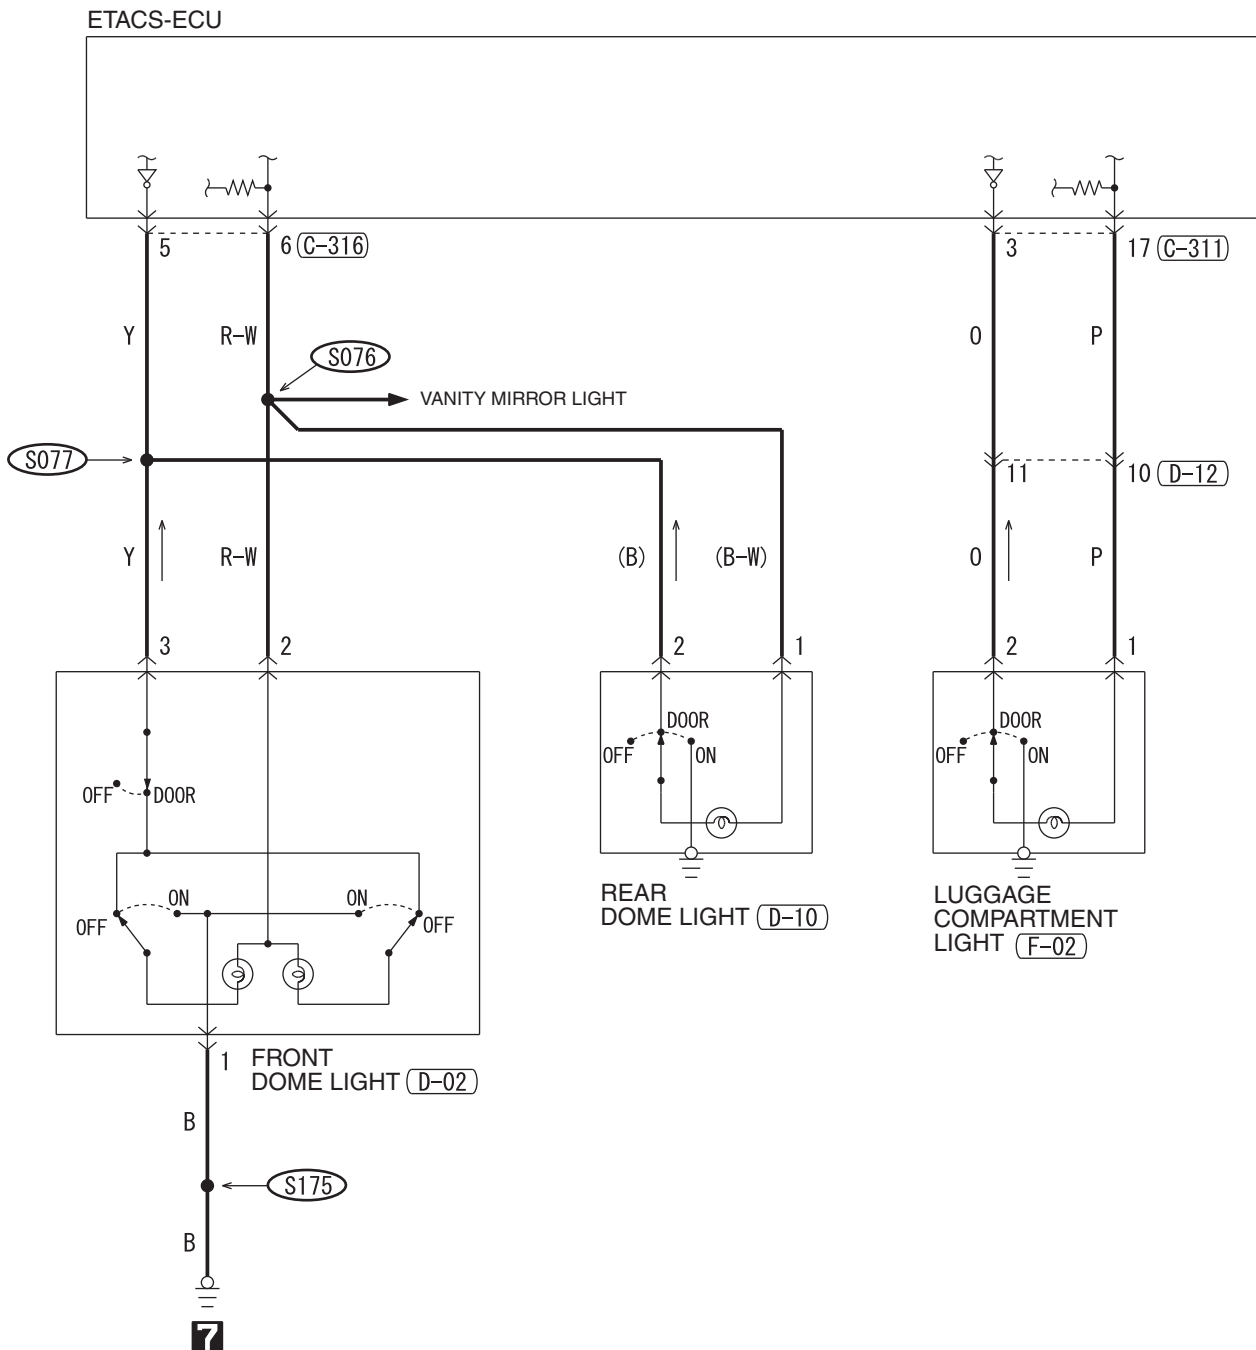 ETACS-ECU
5
6 C-316
3
17 C-311
Y
R-W
O
P
S076
VANITY MIRROR LIGHT
S077
11
10 D-12
Y
R-W
(B)
(B-W)
O
P
3
2
2
1
2
1
OFF
DOOR
DOOR
OFF
ON
DOOR
OFF
ON
ON
ON
OFF
OFF
REAR
DOME LIGHT D-10
LUGGAGE
COMPARTMENT
LIGHT F-02
1
FRONT
DOME LIGHT D-02
B
S175
B
7